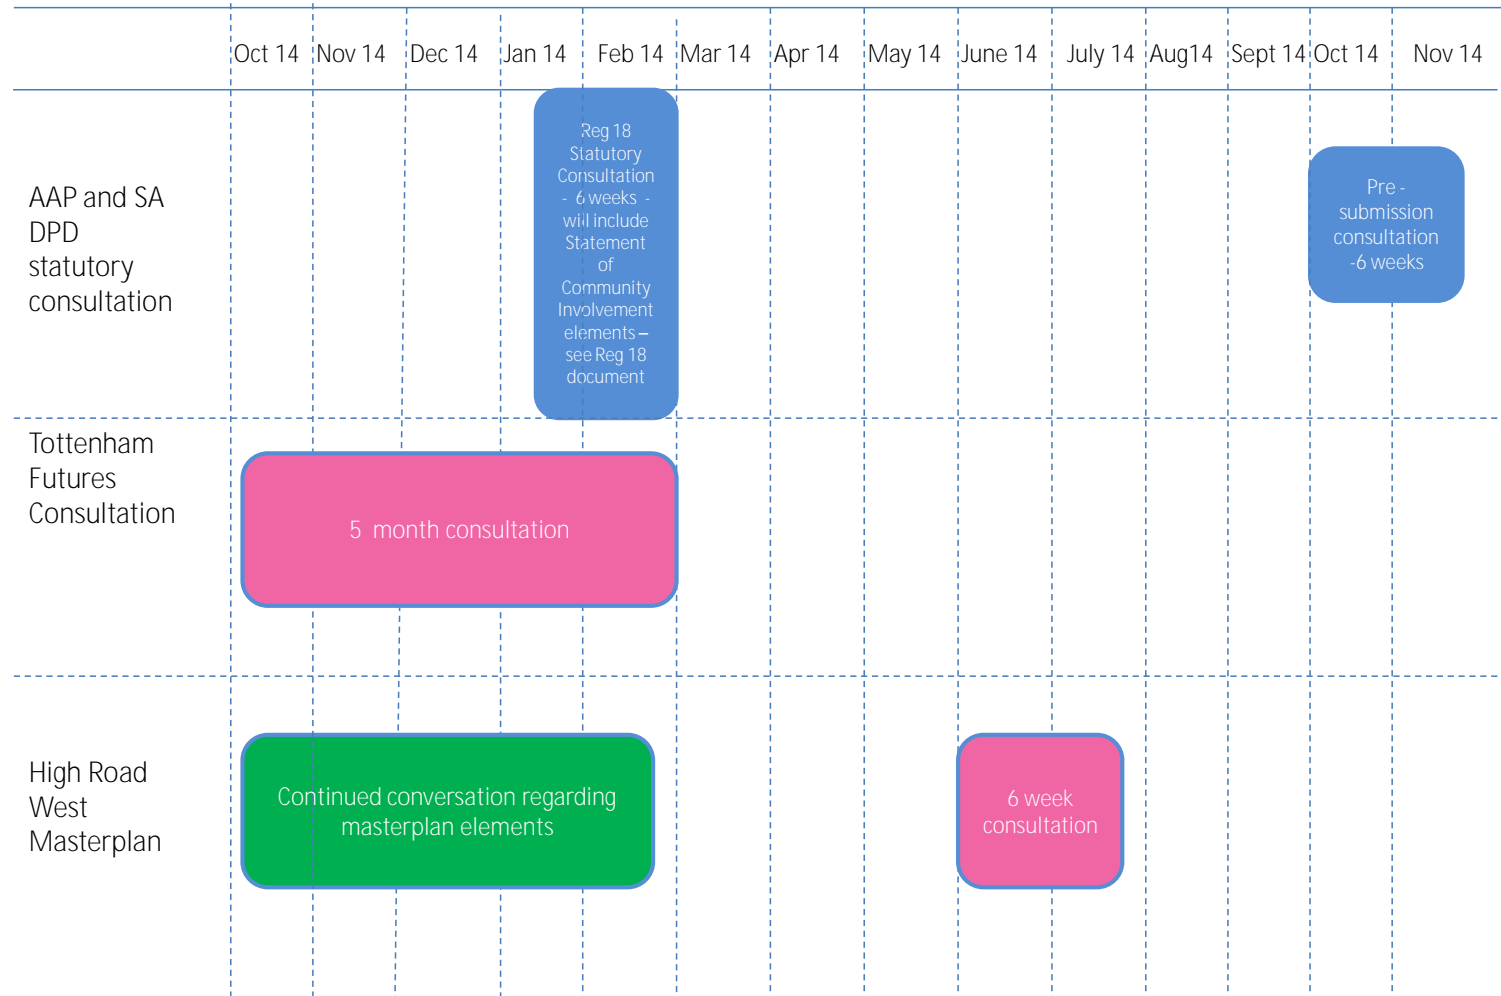 Oct 14 Nov 14 Dec 14 Jan 14 Feb 14 Mar 14 Apr 14 May 14 June 14 July 14 Aug14 Sept 14 Oct 14 Nov 14
AAP and SA
DPD
statutory
consultation
Reg 18
Statutory
Consultation
- 6 weeks -
will include
Statement
of
Community
Involvement
elements –
see Reg 18
document
Pre -
submission
consultation
-6 weeks
Tottenham
Futures
Consultation
5 month consultation
High Road
West
Masterplan
Continued conversation regarding
masterplan elements
6 week
consultation